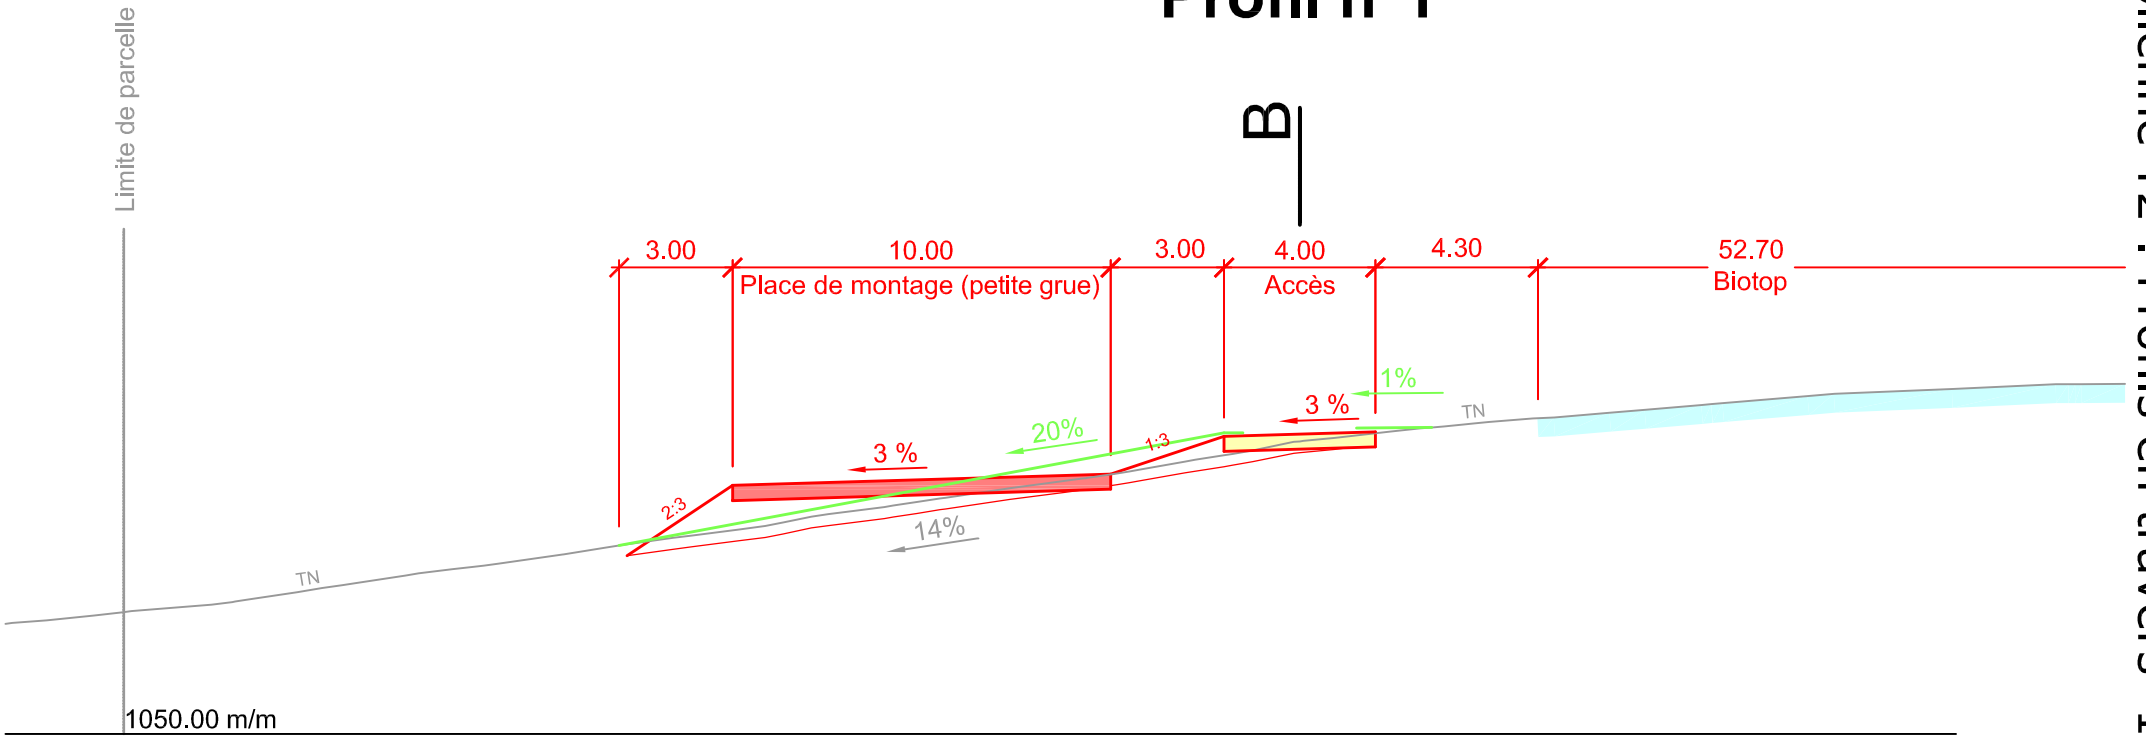 Limite de parcelle
B
3.00
10.00
3.00
4.00
4.30
52.70
Place de montage (petite grue)
Accès
Biotop
1%
3 %
TN
20%
1:3
3 %
2:3
14%
TN
1050.00 m/m